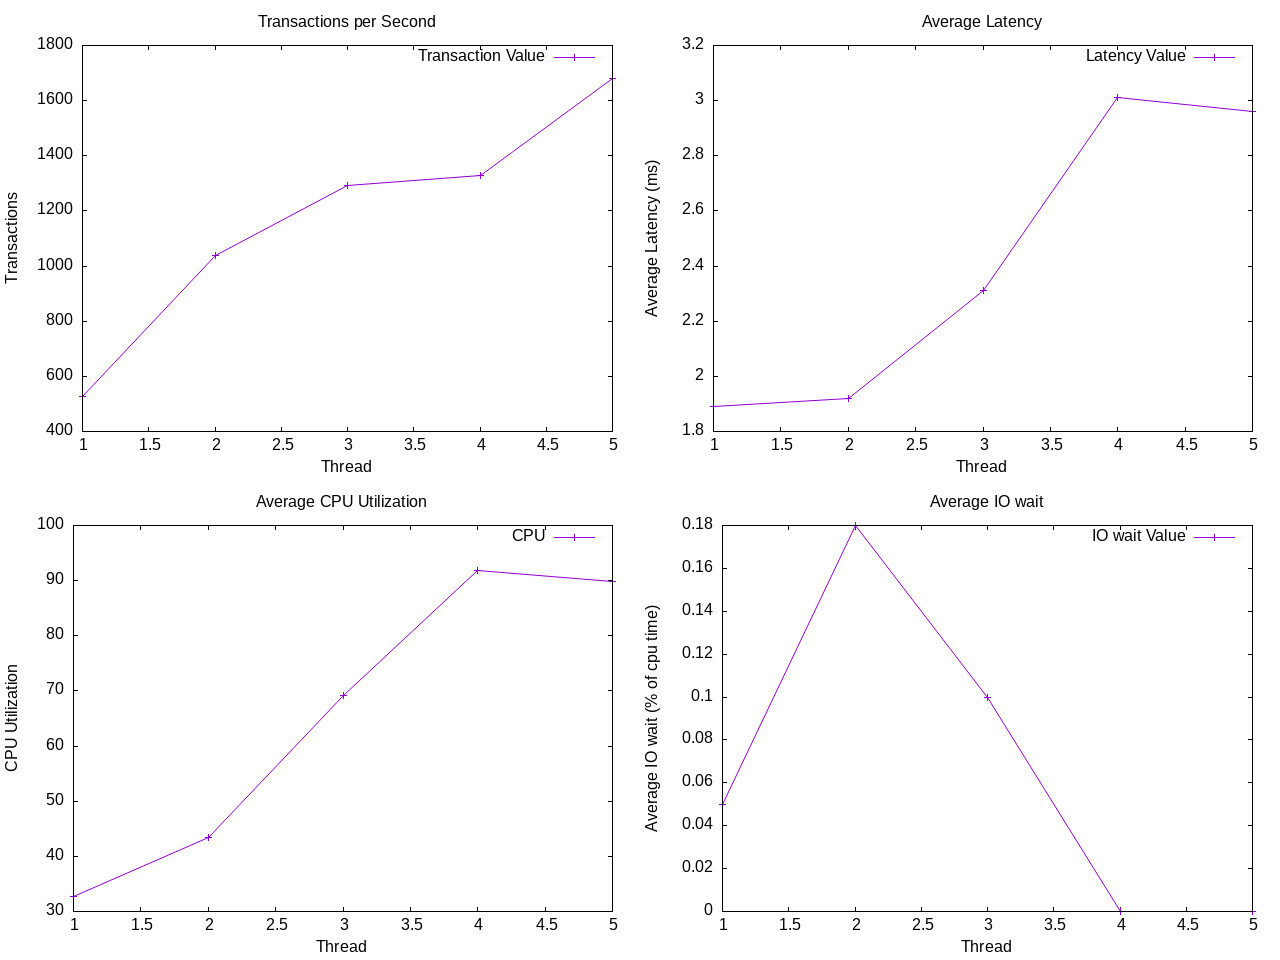 Transactions per Second
Transaction Value
1800
1600
1400
1200
1000
800
600
400
1 1.5 2 2.5 3 3.5 4 4.5 5
Transactions
Thread
Average Latency
Latency Value
3.2
3
2.8
2.6
2.4
2.2
2
1.8
1 1.5 2 2.5 3 3.5 4 4.5 5
Average Latency (ms)
Thread
Average CPU Utilization
CPU
100
90
80
70
60
50
40
30
1 1.5 2 2.5 3 3.5 4 4.5 5
CPU Utilization
Thread
Average IO wait
IO wait Value
0.18
0.16
0.14
0.12
0.1
0.08
0.06
0.04
0.02
0
1 1.5 2 2.5 3 3.5 4 4.5 5
Average IO wait (% of cpu time)
Thread